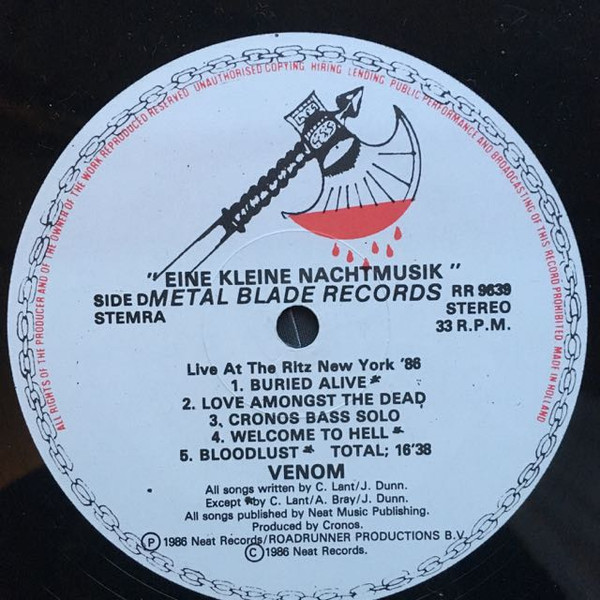 ALL RIGHTS OF THE PRODUCER AND OF THE OWNER OF THE WORK REPRODUCED RESERVED UNAUTHORISED COPYING HIRING LENDING PUBLIC PERFORMANCE AND BROADCASTING OF THIS RECORD PROHIBITED MADE IN HOLLAND
" EINE KLEINE NACHTMUSIK "
SIDE D METAL BLADE RECORDS RR 9639
STEMRA STEREO
33 R.P.M.
Live At The Ritz New York '86
1. BURIED ALIVE*
2. LOVE AMONGST THE DEAD
3, CRONOS BASS SOLO
4. WELCOME TO HELL*
5. BLOODLUST* TOTAL; 16'38
VENOM
All songs written by C. Lant/J. Dunn.
Except *by C. Lant/A. Bray/J. Dunn.
All songs published by Neat Music Publishing.
Produced by Cronos.
Ⓟ1986 Neat Records/ROADRUNNER PRODUCTIONS B.V.
©1986 Neat Records.